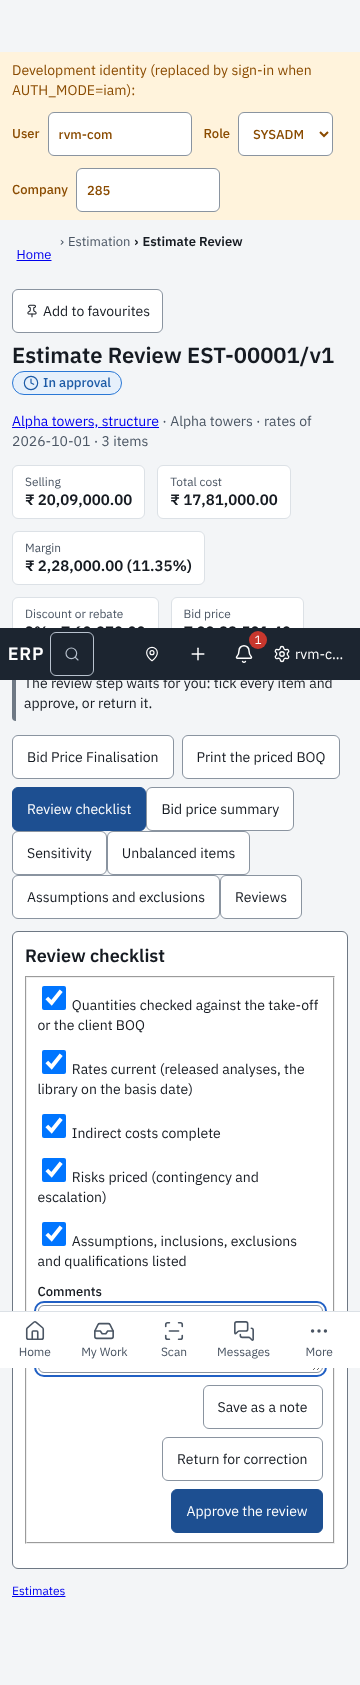 Development identity (replaced by sign-in when
AUTH_MODE=iam):
User rvm-com Role SYSADM
Company 285
Home › Estimation › Estimate Review
Add to favourites
Estimate Review EST-00001/v1
In approval
Alpha towers, structure · Alpha towers · rates of
2026-10-01 · 3 items
Selling Total cost
₹ 20,09,000.00 ₹ 17,81,000.00
Margin
₹ 2,28,000.00 (11.35%)
Discount or rebate Bid price
ERP 1 rvm-c...
The review step waits for you: tick every item and
approve, or return it.
Bid Price Finalisation Print the priced BOQ
Review checklist Bid price summary
Sensitivity Unbalanced items
Assumptions and exclusions Reviews
Review checklist
Quantities checked against the take-off
or the client BOQ
Rates current (released analyses, the
library on the basis date)
Indirect costs complete
Risks priced (contingency and
escalation)
Assumptions, inclusions, exclusions
and qualifications listed
Comments
Home My Work Scan Messages More
Save as a note
Return for correction
Approve the review
Estimates